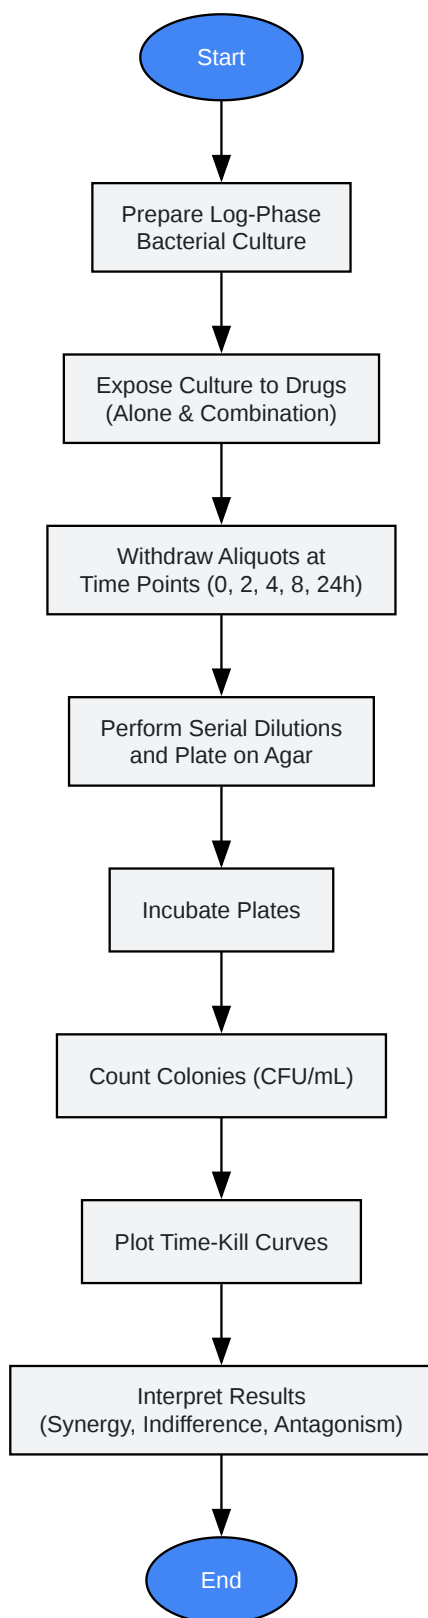 Start
Prepare Log-Phase
Bacterial Culture
Expose Culture to Drugs
(Alone & Combination)
Withdraw Aliquots at
Time Points (0, 2, 4, 8, 24h)
Perform Serial Dilutions
and Plate on Agar
Incubate Plates
Count Colonies (CFU/mL)
Plot Time-Kill Curves
Interpret Results
(Synergy, Indifference, Antagonism)
End